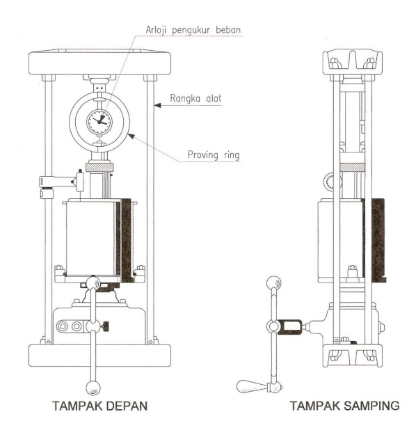 Arloji pengukur beban
Rangka alat
Proving ring
TAMPAK DEPAN
TAMPAK SAMPING